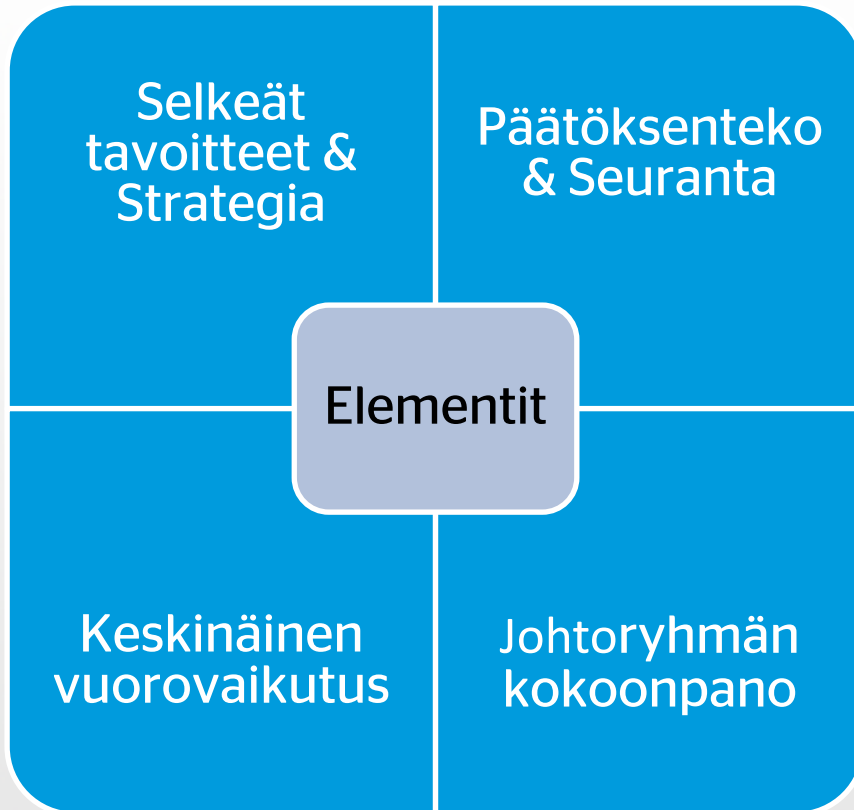 Selkeät
tavoitteet &
Strategia
Päätöksenteko
& Seuranta
Elementit
Keskinäinen
vuorovaikutus
Johtoryhmän
kokoonpano